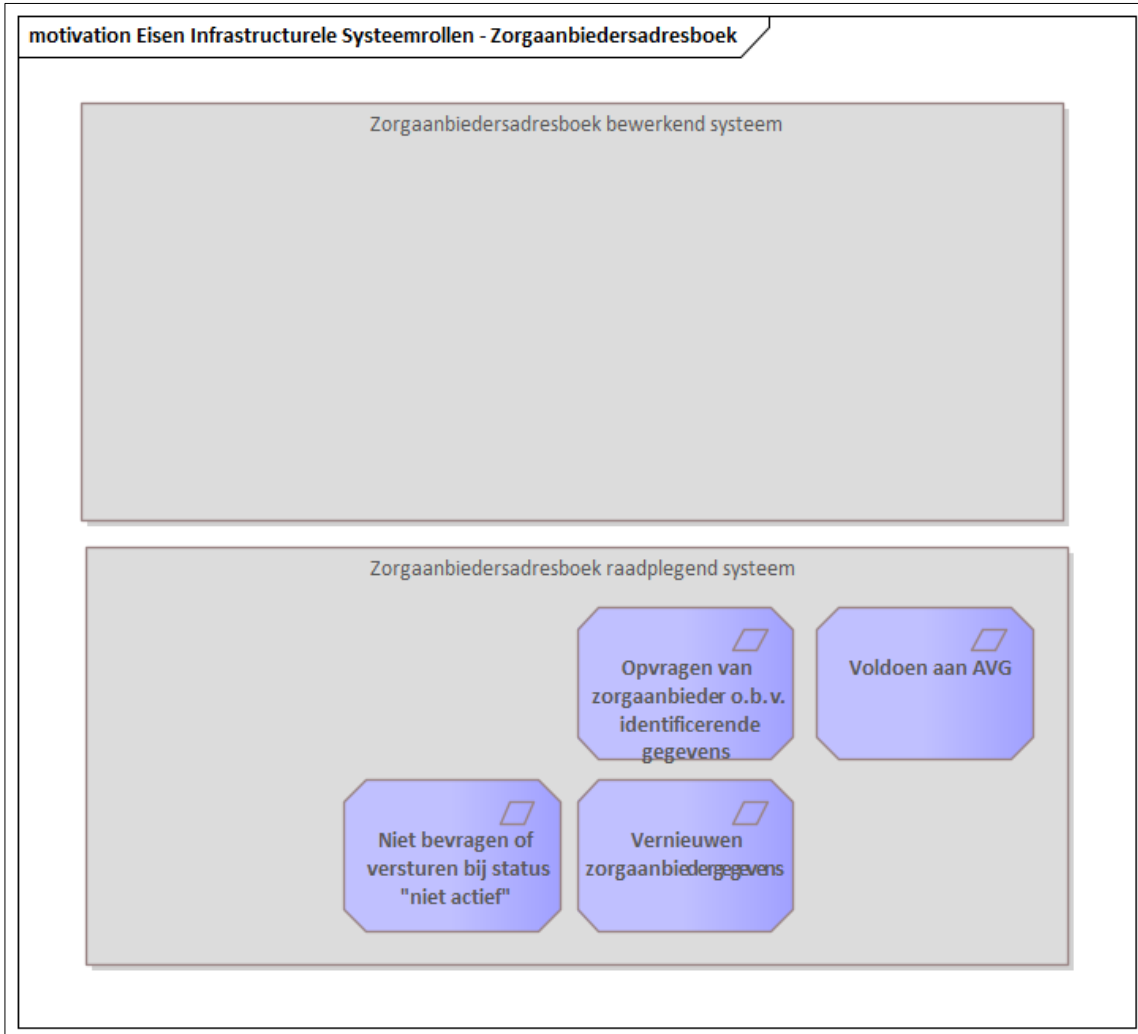 motivation Eisen Infrastructurele Systeemrollen - Zorgaanbiedersadresboek
Zorgaanbiedersadresboek bewerkend systeem
Zorgaanbiedersadresboek raadplegend systeem
Opvragen van
zorgaanbieder o.b.v.
identificerende
gegevens
Voldoen aan AVG
Niet bevragen of
versturen bij status
"niet actief"
Vernieuwen
zorgaanbiedergegevens